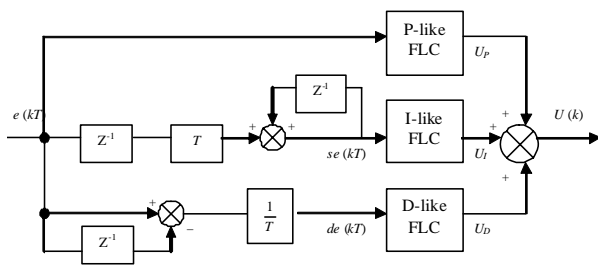 P-like
FLC
U_P
Z^-1
e (kT)
+
+
+
U (k)
Z^-1
T
+
I-like
FLC
+
se (kT)
U_I
+
+
−
1
T
D-like
FLC
Z^-1
de (kT)
U_D